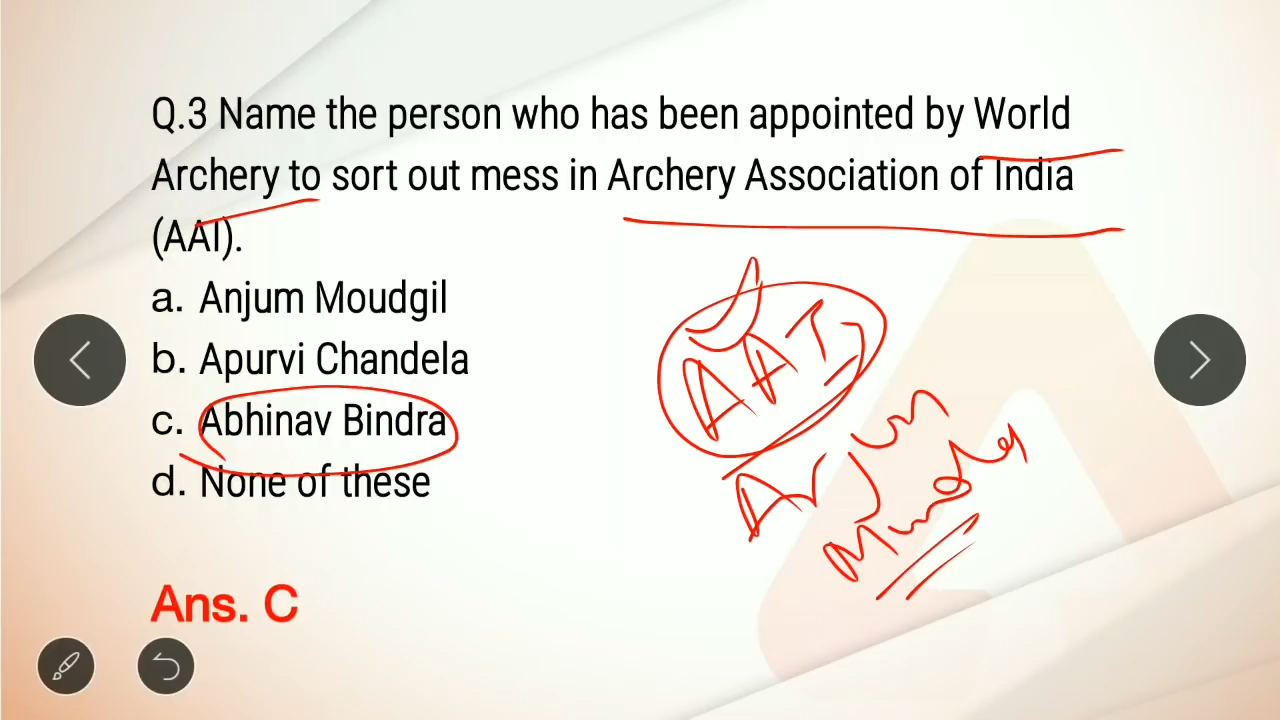 Q.3 Name the person who has been appointed by World
Archery to sort out mess in Archery Association of India
(AAI).
a. Anjum Moudgil
b. Apurvi Chandela
c. Abhinav Bindra
d. None of these
AAI
Arjun
Munda
Ans. C